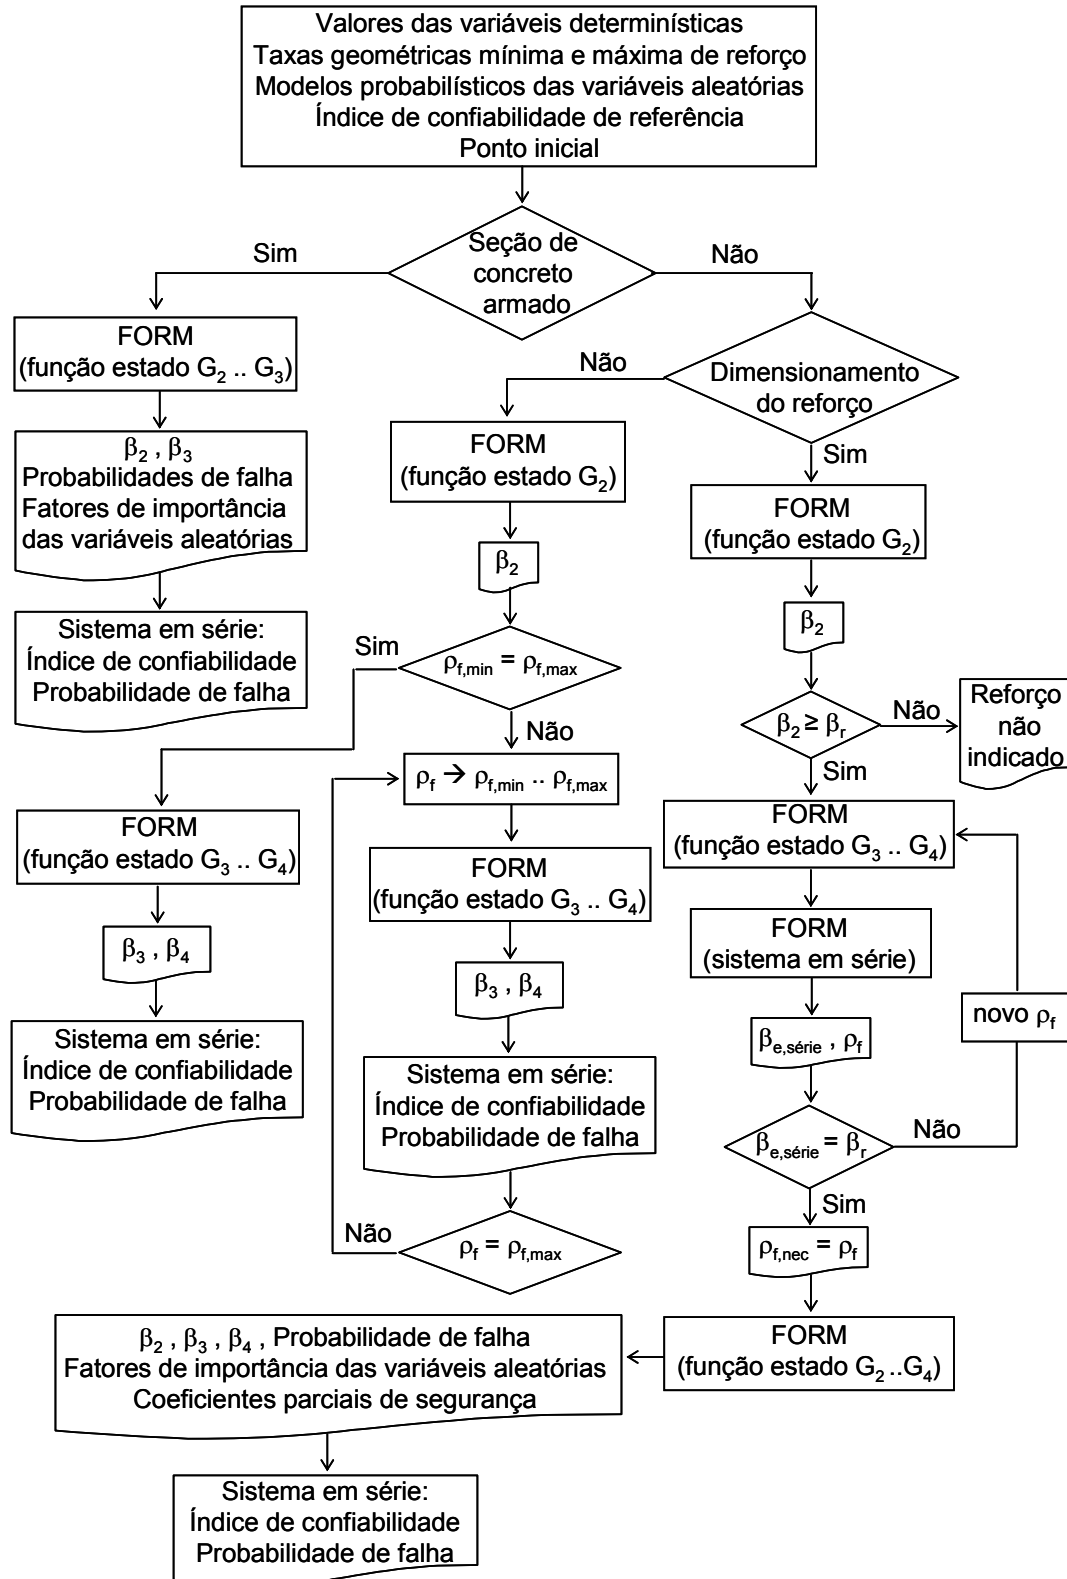 Valores das variáveis determinísticas
Taxas geométricas mínima e máxima de reforço
Modelos probabilísticos das variáveis aleatórias
Índice de confiabilidade de referência
Ponto inicial
Seção de
concreto
armado
Sim
Não
FORM
(função estado G₂ .. G₃)
β₂ , β₃
Probabilidades de falha
Fatores de importância
das variáveis aleatórias
Sistema em série:
Índice de confiabilidade
Probabilidade de falha
Dimensionamento
do reforço
Não
Sim
FORM
(função estado G₂)
β₂
ρf,min = ρf,max
Sim
Não
FORM
(função estado G₃ .. G₄)
β₃ , β₄
Sistema em série:
Índice de confiabilidade
Probabilidade de falha
ρf → ρf,min .. ρf,max
FORM
(função estado G₃ .. G₄)
β₃ , β₄
Sistema em série:
Índice de confiabilidade
Probabilidade de falha
ρf = ρf,max
Não
FORM
(função estado G₂)
β₂
β₂ ≥ βr
Não
Reforço
não
indicado
Sim
FORM
(função estado G₃ .. G₄)
FORM
(sistema em série)
βe,série , ρf
novo ρf
βe,série = βr
Não
Sim
ρf,nec = ρf
FORM
(função estado G₂ ..G₄)
β₂ , β₃ , β₄ , Probabilidade de falha
Fatores de importância das variáveis aleatórias
Coeficientes parciais de segurança
Sistema em série:
Índice de confiabilidade
Probabilidade de falha